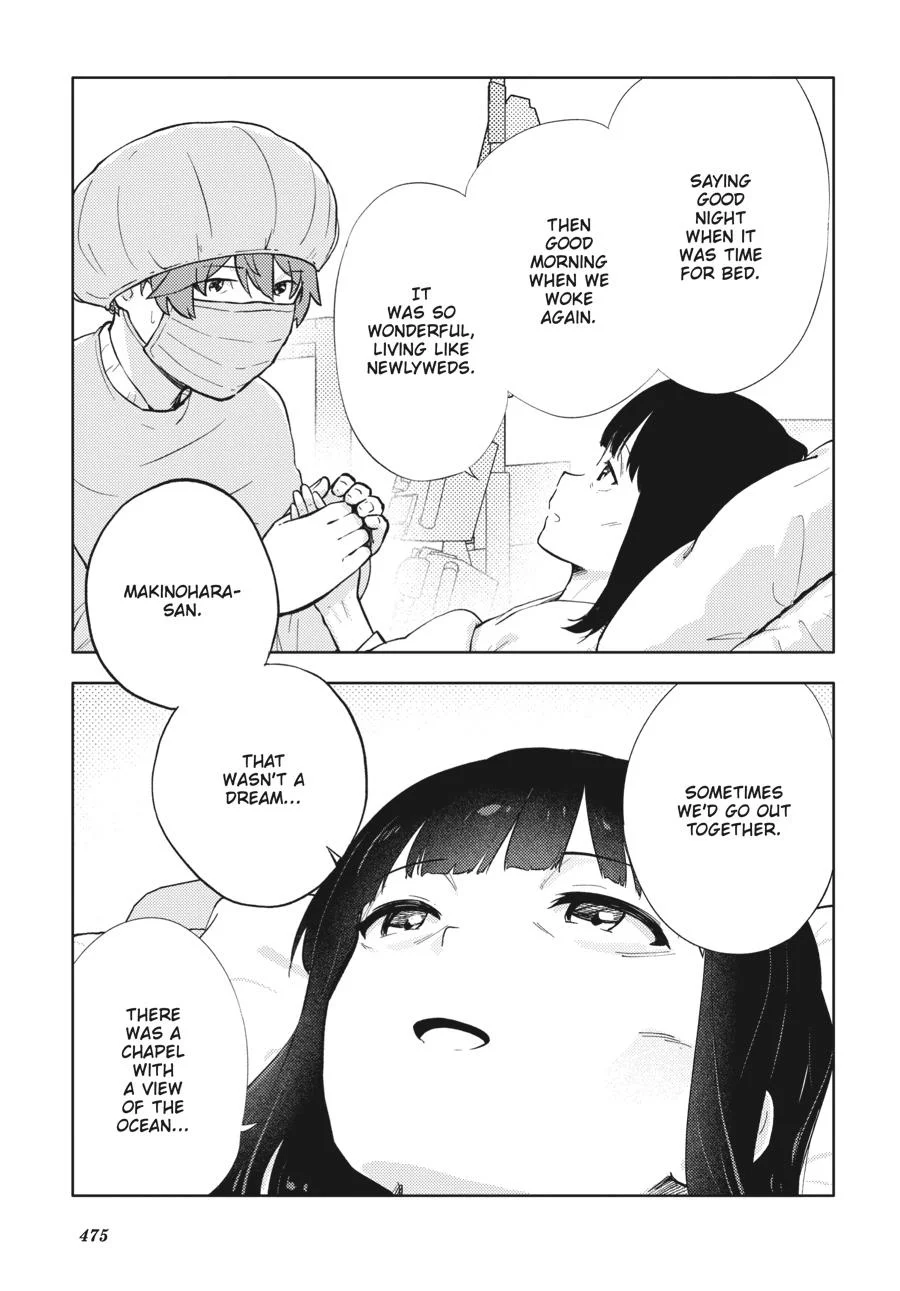 SAYING
GOOD
NIGHT
WHEN IT
WAS TIME
FOR BED.
THEN
GOOD
MORNING
WHEN WE
WOKE
AGAIN.
IT
WAS SO
WONDERFUL,
LIVING LIKE
NEWLYWEDS.
MAKINOHARA-
SAN.
THAT
WASN'T A
DREAM...
SOMETIMES
WE'D GO OUT
TOGETHER.
THERE
WAS A
CHAPEL
WITH
A VIEW
OF THE
OCEAN...
475